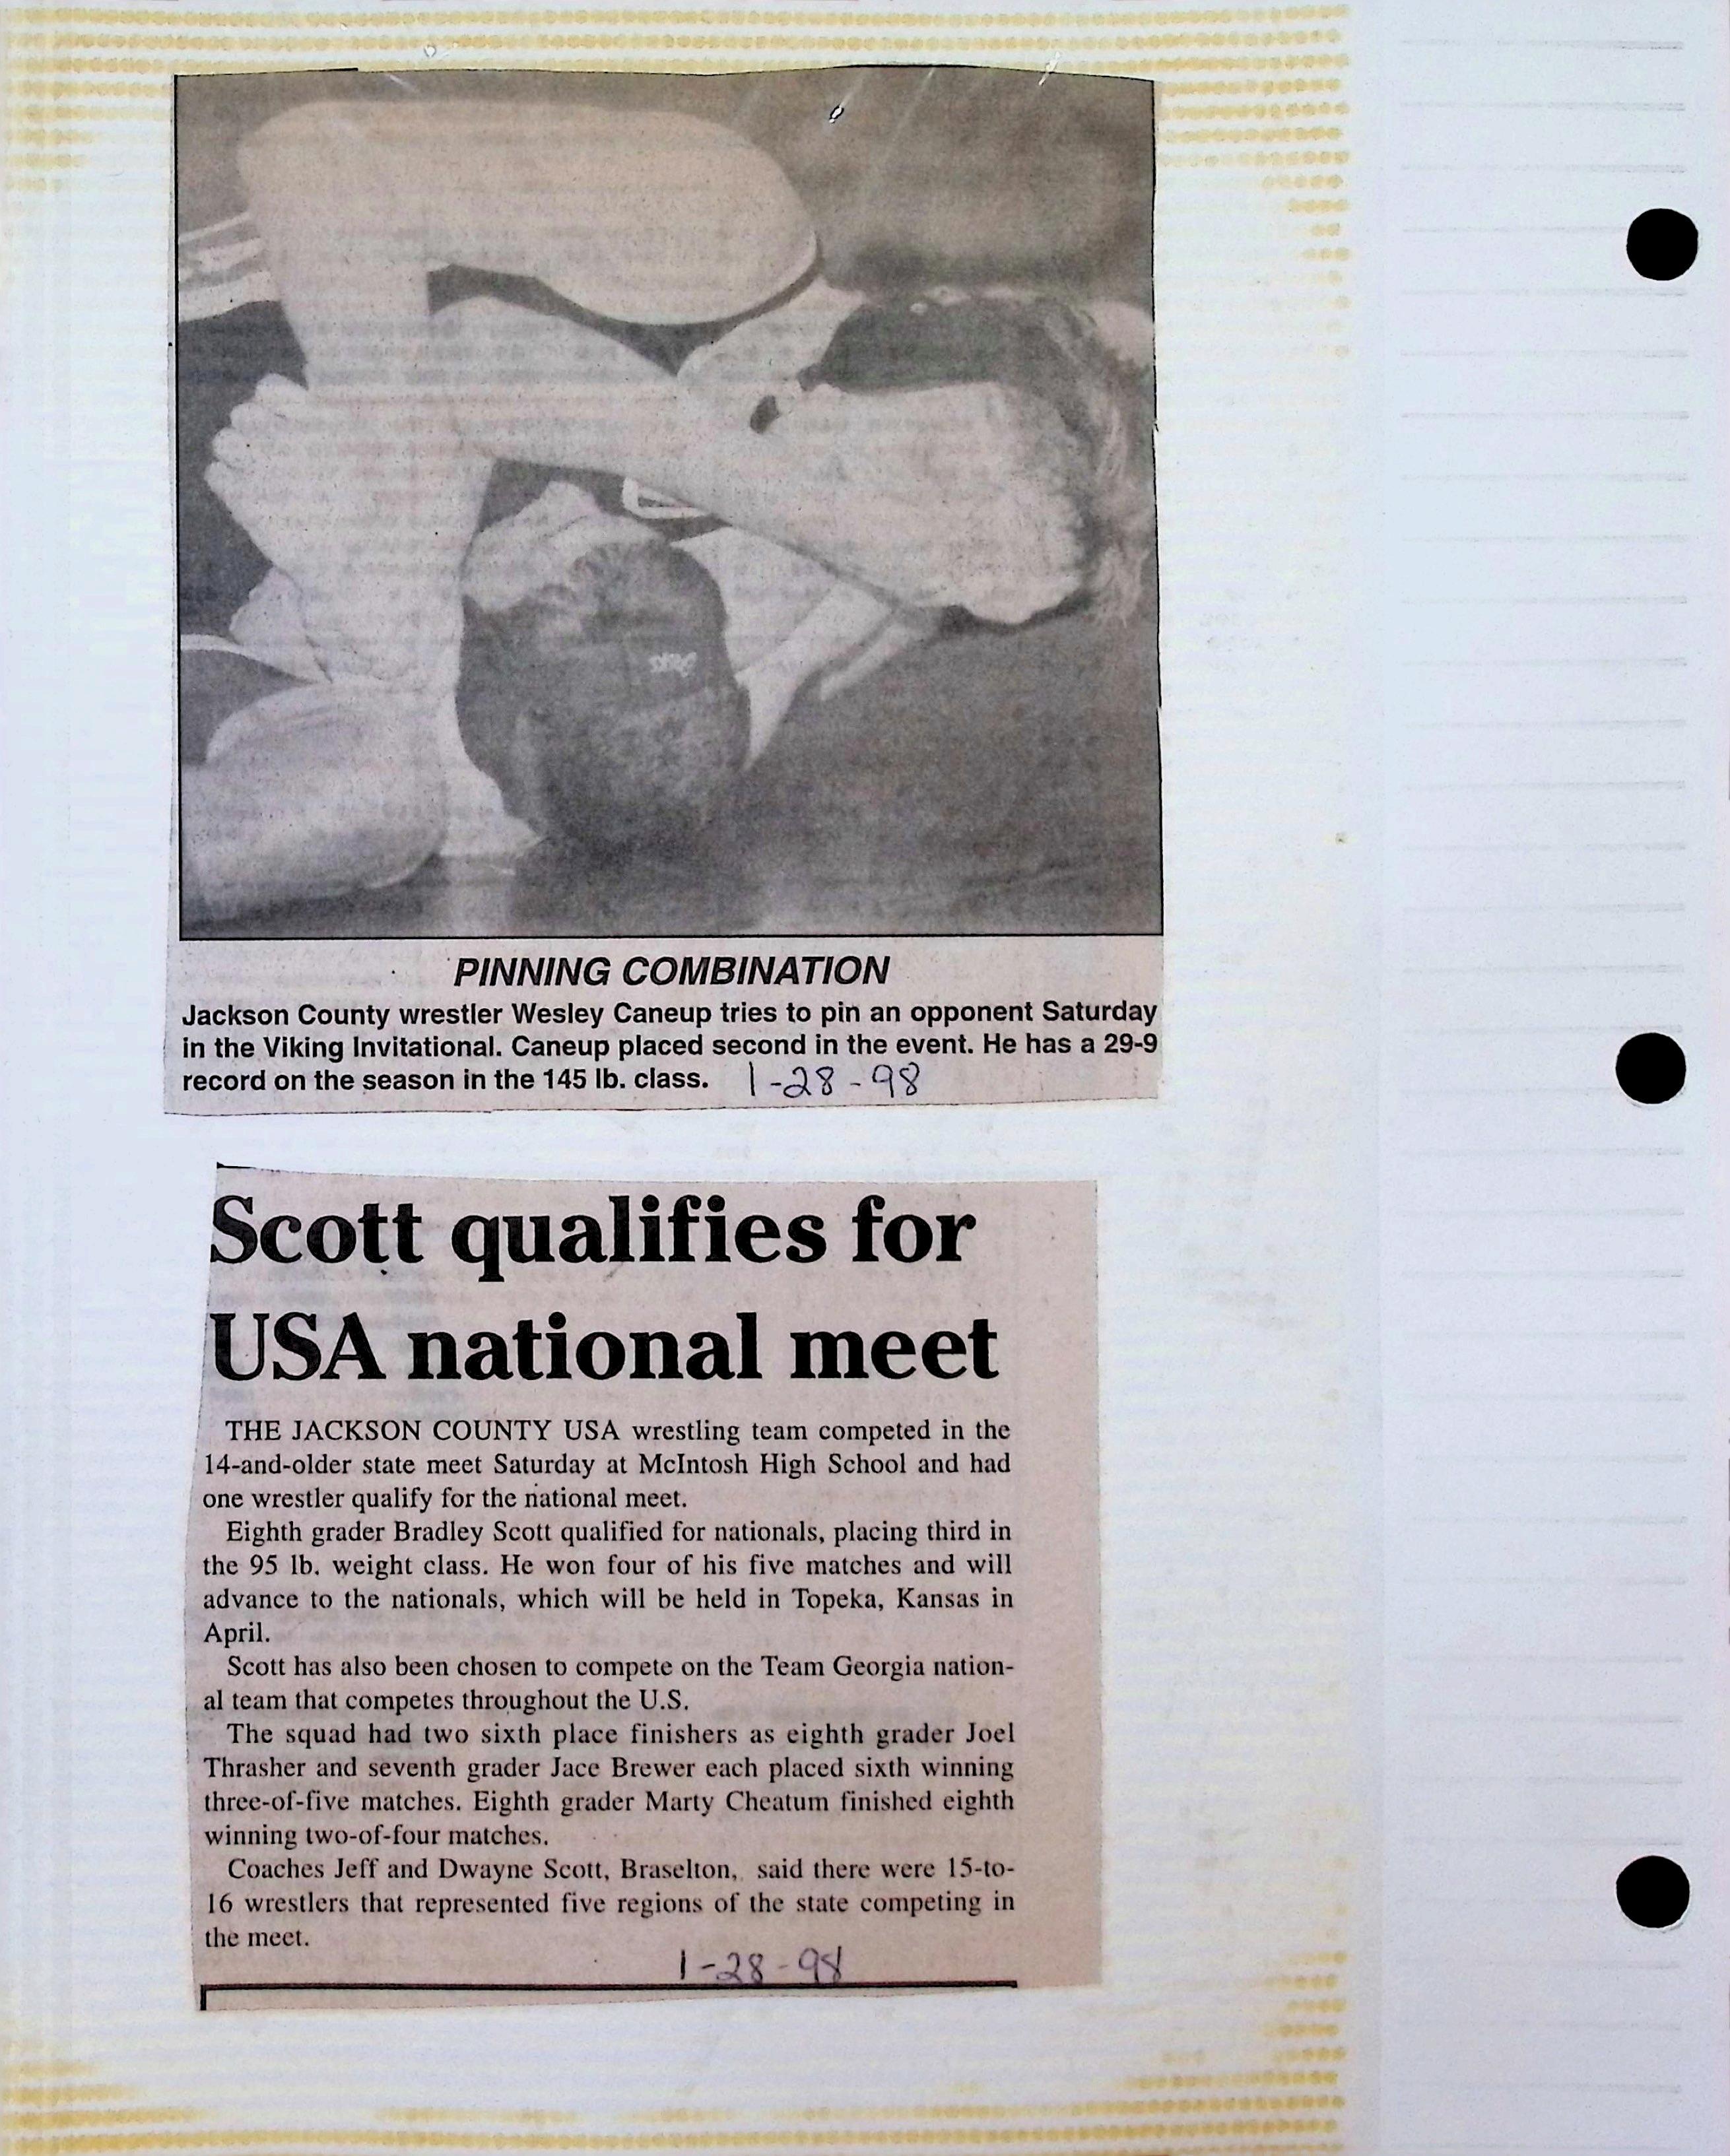 PINNING COMBINATION
Jackson County wrestler Wesley Caneup tries to pin an opponent Saturday
in the Viking Invitational. Caneup placed second in the event. He has a 29-9
record on the season in the 145 lb. class. 1-28-98
Scott qualifies for
USA national meet
THE JACKSON COUNTY USA wrestling team competed in the
14-and-older state meet Saturday at McIntosh High School and had
one wrestler qualify for the national meet.
Eighth grader Bradley Scott qualified for nationals, placing third in
the 95 lb. weight class. He won four of his five matches and will
advance to the nationals, which will be held in Topeka, Kansas in
April.
Scott has also been chosen to compete on the Team Georgia nation-
al team that competes throughout the U.S.
The squad had two sixth place finishers as eighth grader Joel
Thrasher and seventh grader Jace Brewer each placed sixth winning
three-of-five matches. Eighth grader Marty Cheatum finished eighth
winning two-of-four matches.
Coaches Jeff and Dwayne Scott, Braselton, said there were 15-to-
16 wrestlers that represented five regions of the state competing in
the meet.
1-28-98